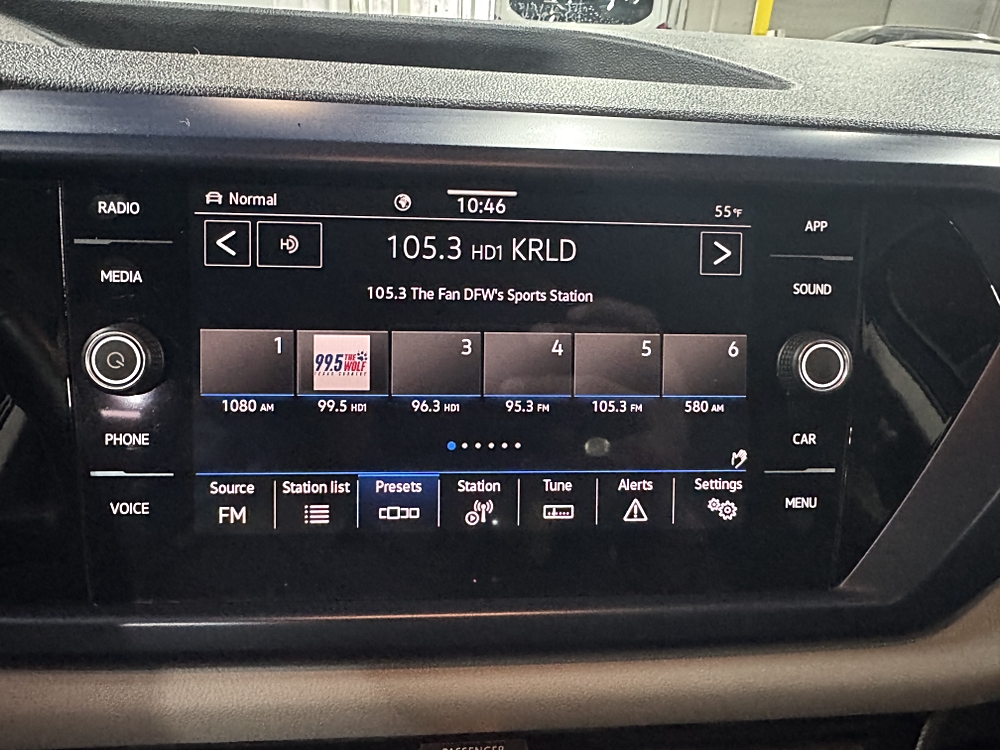 RADIO
MEDIA
PHONE
VOICE
Normal
10:46
55°F
105.3 HD1 KRLD
105.3 The Fan DFW's Sports Station
1
99.5 THE WOLF
3
4
5
6
1080 AM
99.5 HD1
96.3 HD1
95.3 FM
105.3 FM
580 AM
Source
FM
Station list
Presets
Station
Tune
Alerts
Settings
APP
SOUND
CAR
MENU
PASSENGER